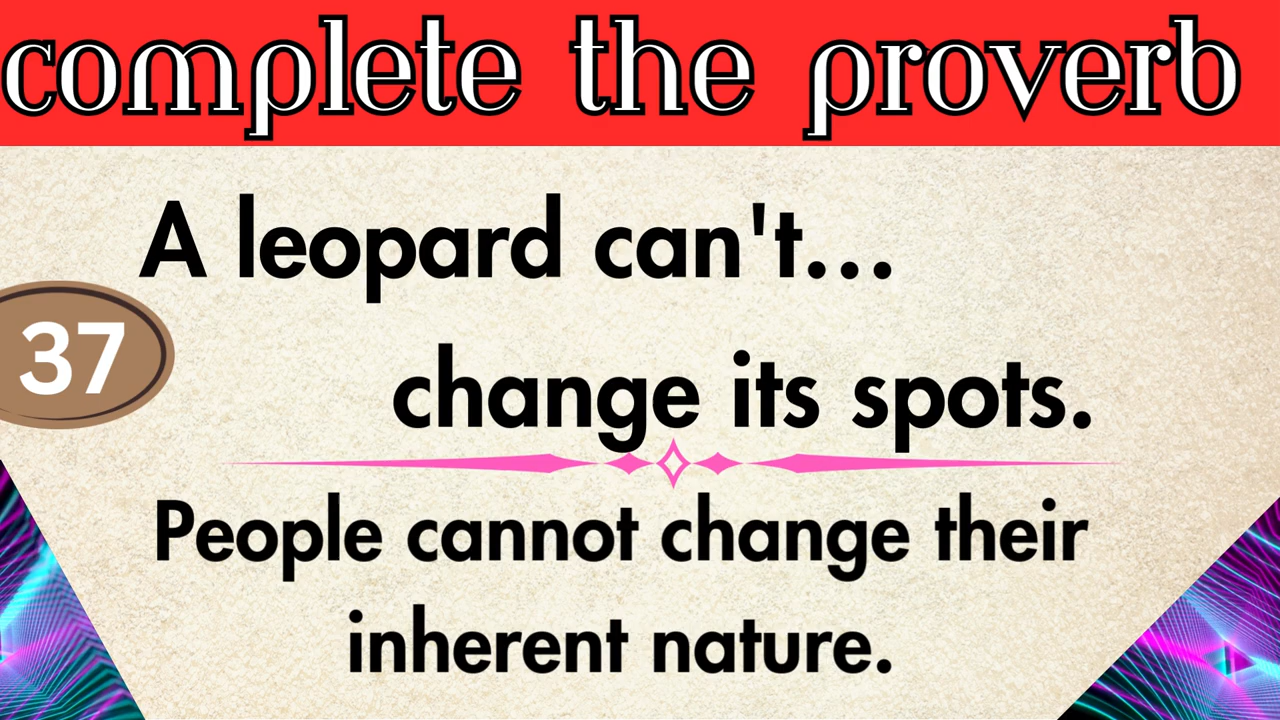 complete the proverb
A leopard can't...
change its spots.
37
People cannot change their
inherent nature.